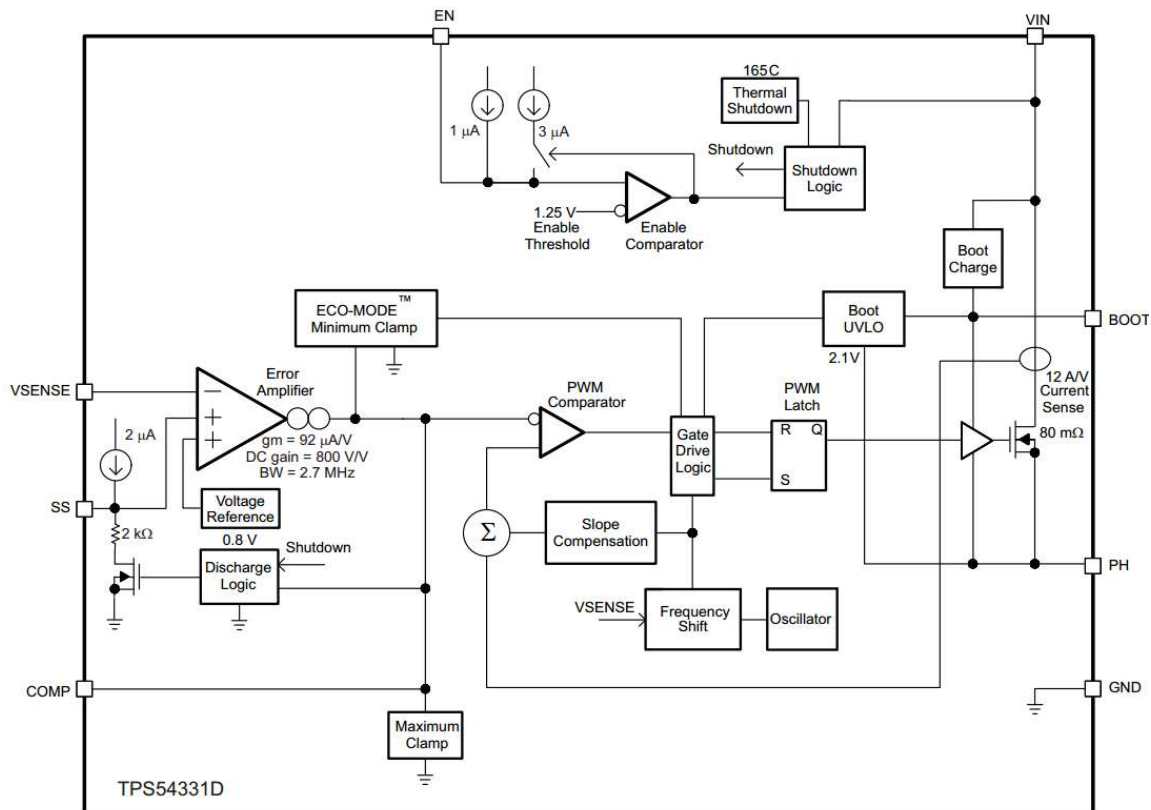 EN
VIN
165C
Thermal
Shutdown
1 µA
3 µA
Shutdown
Shutdown
Logic
1.25 V
Enable
Threshold
Enable
Comparator
Boot
Charge
ECO-MODE™
Minimum Clamp
Boot
UVLO
2.1V
BOOT
VSENSE
Error
Amplifier
PWM
Comparator
PWM
Latch
12 A/V
Current
Sense
80 mΩ
−
+
+
gm = 92 µA/V
DC gain = 800 V/V
BW = 2.7 MHz
2 µA
Gate
Drive
Logic
R Q
S
SS
Voltage
Reference
0.8 V
2 kΩ
Σ
Slope
Compensation
Discharge
Logic
Shutdown
PH
VSENSE
Frequency
Shift
Oscillator
COMP
GND
Maximum
Clamp
TPS54331D